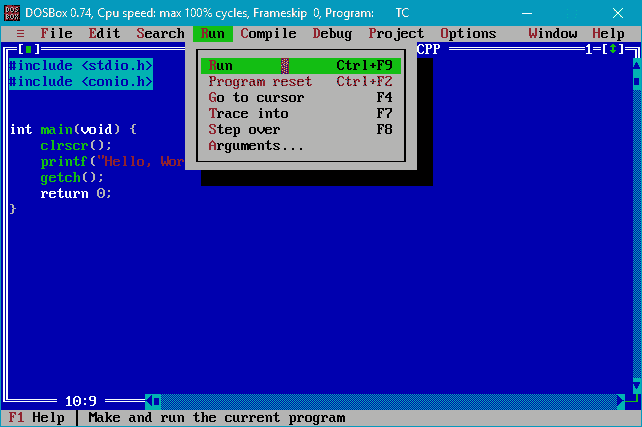 DOSBox 0.74, Cpu speed: max 100% cycles, Frameskip 0, Program: TC
≡ File Edit Search Run Compile Debug Project Options Window Help
CPP 1
#include <stdio.h>
#include <conio.h>
int main(void) {
clrscr();
printf("Hello, Wor
getch();
return 0;
}
Run Ctrl+F9
Program reset Ctrl+F2
Go to cursor F4
Trace into F7
Step over F8
Arguments...
10:9
F1 Help | Make and run the current program